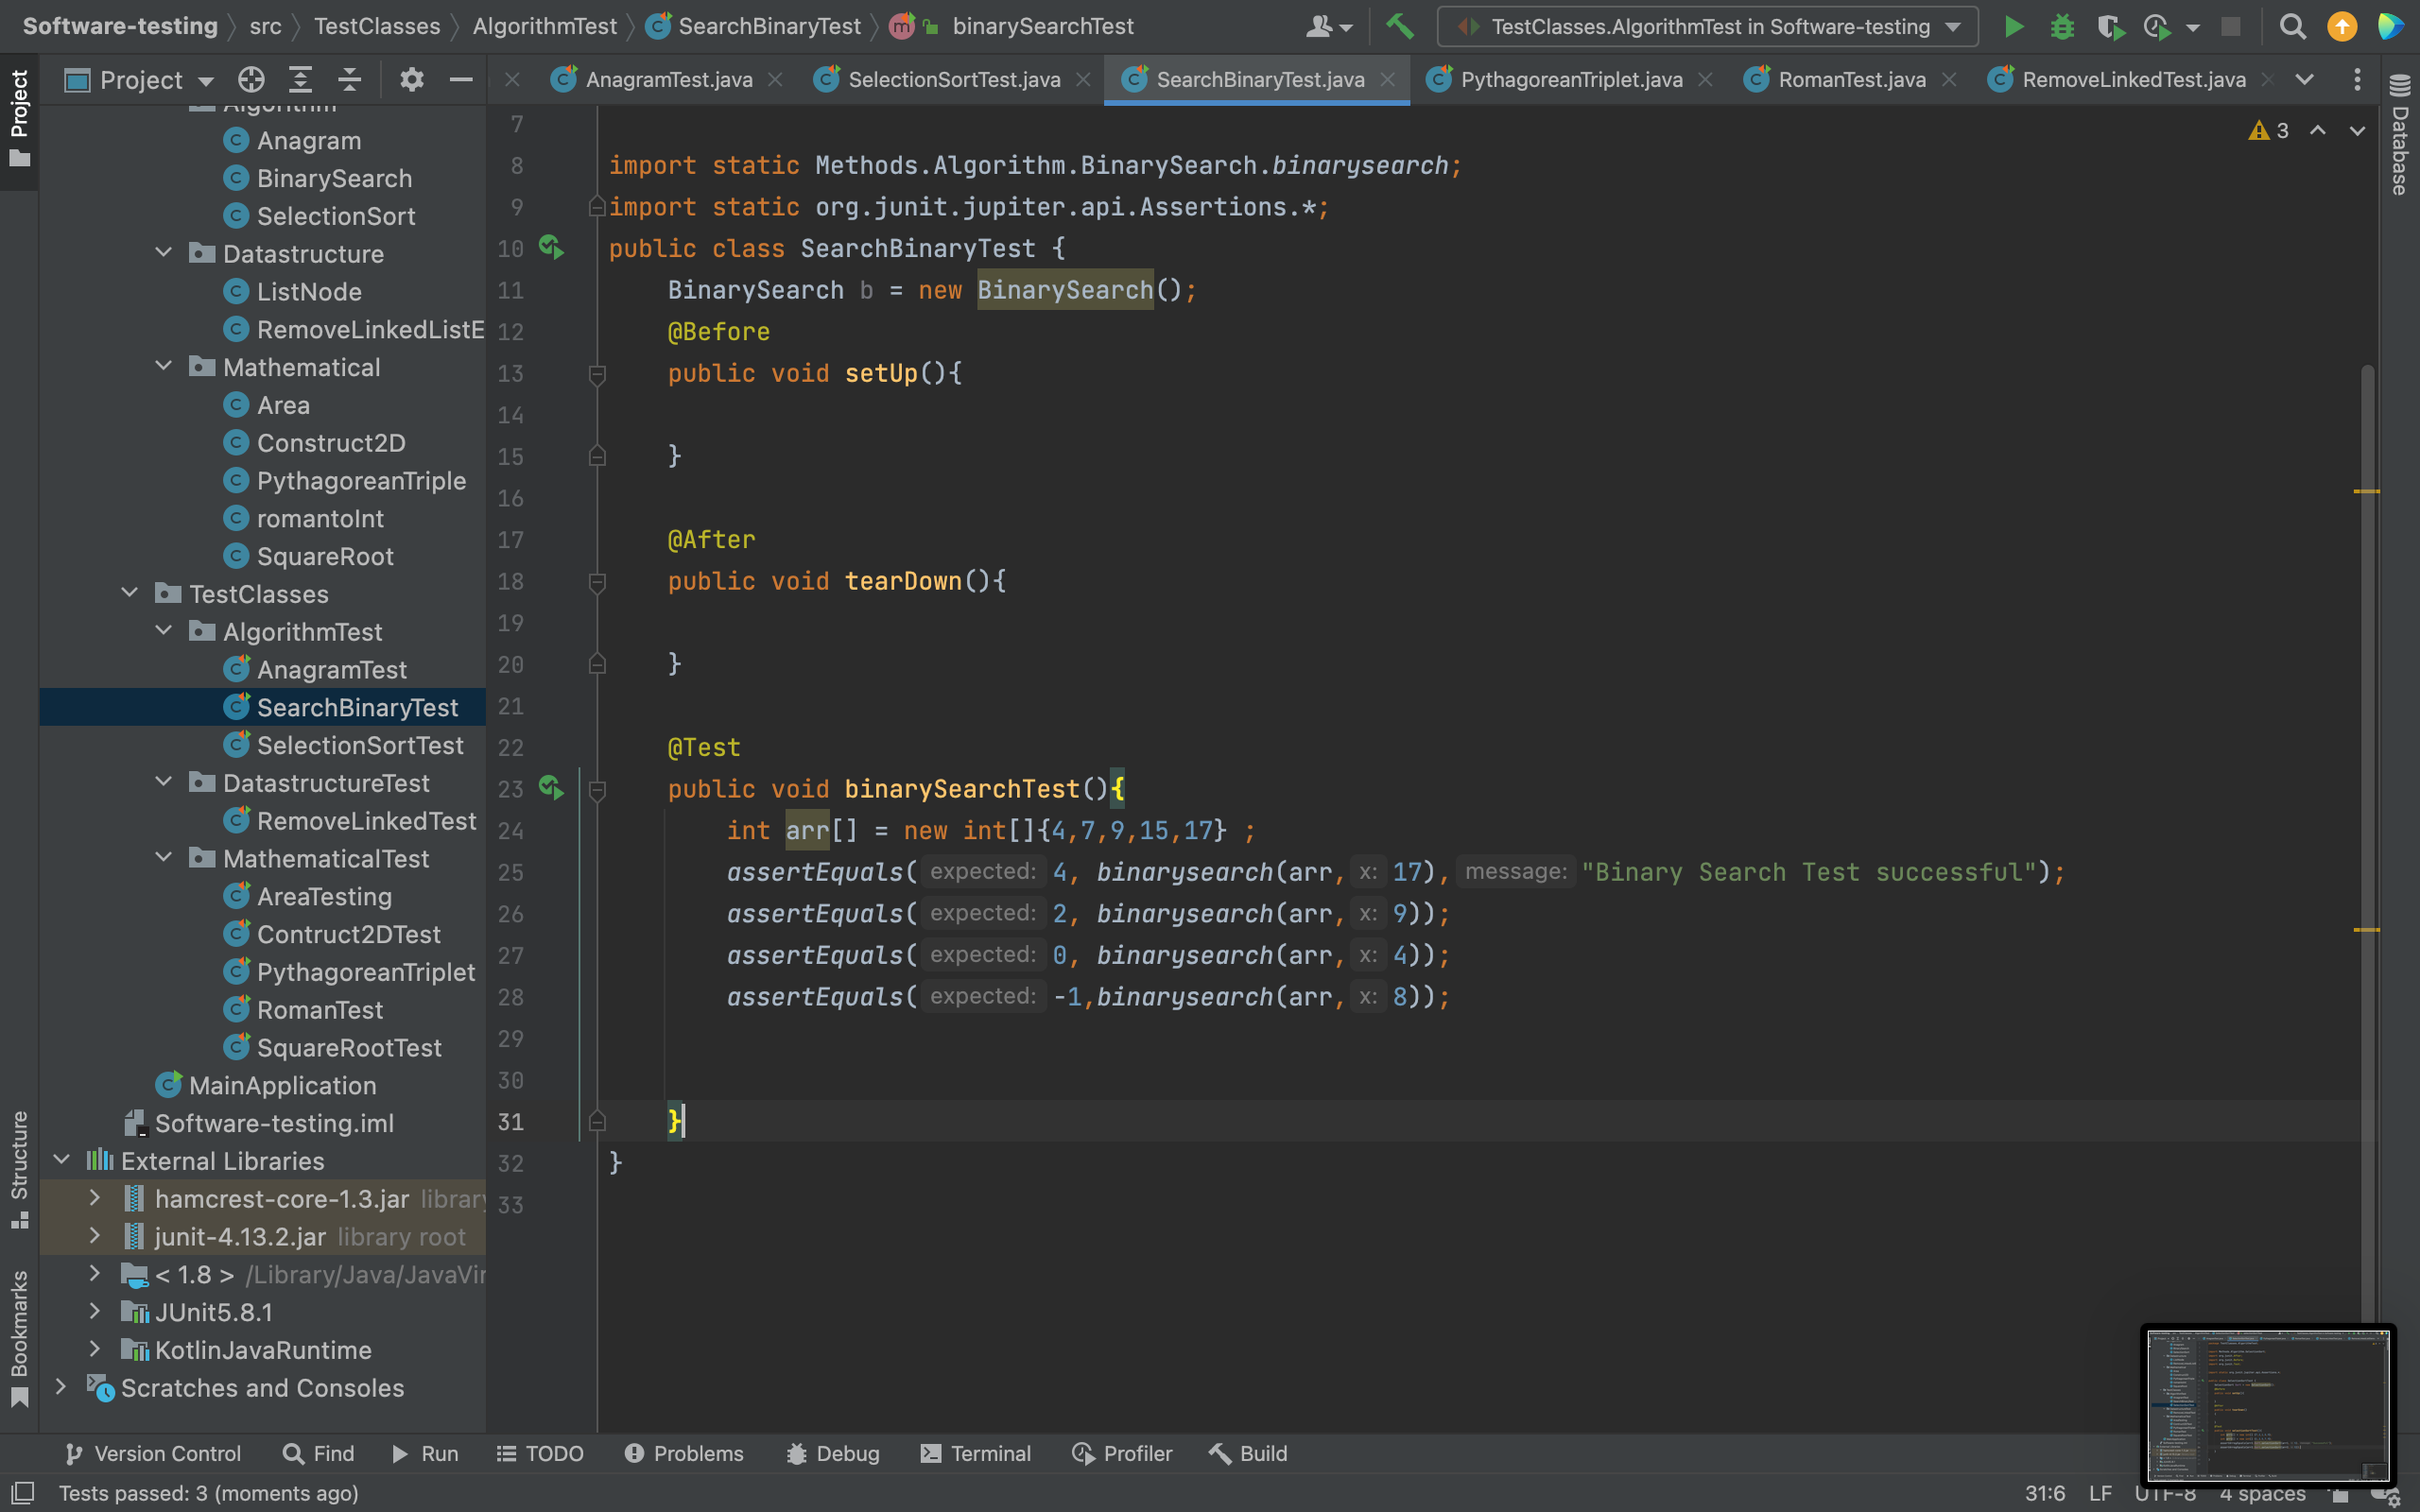 Software-testing src TestClasses AlgorithmTest SearchBinaryTest binarySearchTest TestClasses.AlgorithmTest in Software-testing
Project AnagramTest.java SelectionSortTest.java SearchBinaryTest.java PythagoreanTriplet.java RomanTest.java RemoveLinkedTest.java
Project
Structure
Bookmarks
Database
Algorithm
Anagram
BinarySearch
SelectionSort
Datastructure
ListNode
RemoveLinkedListE
Mathematical
Area
Construct2D
PythagoreanTriple
romantoInt
SquareRoot
TestClasses
AlgorithmTest
AnagramTest
SearchBinaryTest
SelectionSortTest
DatastructureTest
RemoveLinkedTest
MathematicalTest
AreaTesting
Contruct2DTest
PythagoreanTriplet
RomanTest
SquareRootTest
MainApplication
Software-testing.iml
External Libraries
hamcrest-core-1.3.jar library
junit-4.13.2.jar library root
< 1.8 > /Library/Java/JavaVir
JUnit5.8.1
KotlinJavaRuntime
Scratches and Consoles
3
7
8 import static Methods.Algorithm.BinarySearch.binarysearch;
9 import static org.junit.jupiter.api.Assertions.*;
10 public class SearchBinaryTest {
11 BinarySearch b = new BinarySearch();
12 @Before
13 public void setUp(){
14
15 }
16
17 @After
18 public void tearDown(){
19
20 }
21
22 @Test
23 public void binarySearchTest(){
24 int arr[] = new int[]{4,7,9,15,17} ;
25 assertEquals( expected: 4, binarysearch(arr, x: 17), message: "Binary Search Test successful");
26 assertEquals( expected: 2, binarysearch(arr, x: 9));
27 assertEquals( expected: 0, binarysearch(arr, x: 4));
28 assertEquals( expected: -1,binarysearch(arr, x: 8));
29
30
31 }
32 }
33
Version Control Find Run TODO Problems Debug Terminal Profiler Build
Tests passed: 3 (moments ago) 31:6 LF UTF-8 4 spaces